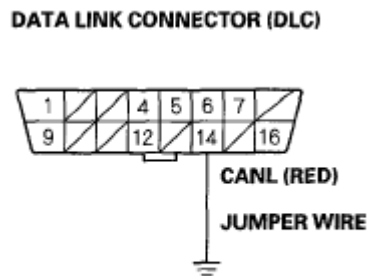 DATA LINK CONNECTOR (DLC)
1 4 5 6 7
9 12 14 16
CANL (RED)
JUMPER WIRE